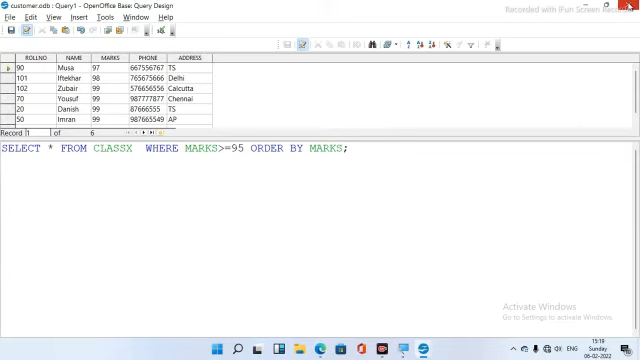 customer.odb : Query1 - OpenOffice Base: Query Design
Recorded with iFun Screen Recorder
File Edit View Insert Tools Window Help
ROLLNO NAME MARKS PHONE ADDRESS
90 Musa 97 667556767 TS
101 Iftekhar 98 765675666 Delhi
102 Zubair 99 576656556 Calcutta
70 Yousuf 99 987777877 Chennai
20 Danish 99 87666555 TS
50 Imran 99 987665549 AP
Record 1 of 6
SELECT * FROM CLASSX WHERE MARKS>=95 ORDER BY MARKS;
Activate Windows
Go to Settings to activate Windows.
ENG
15:19
Sunday
06-02-2022